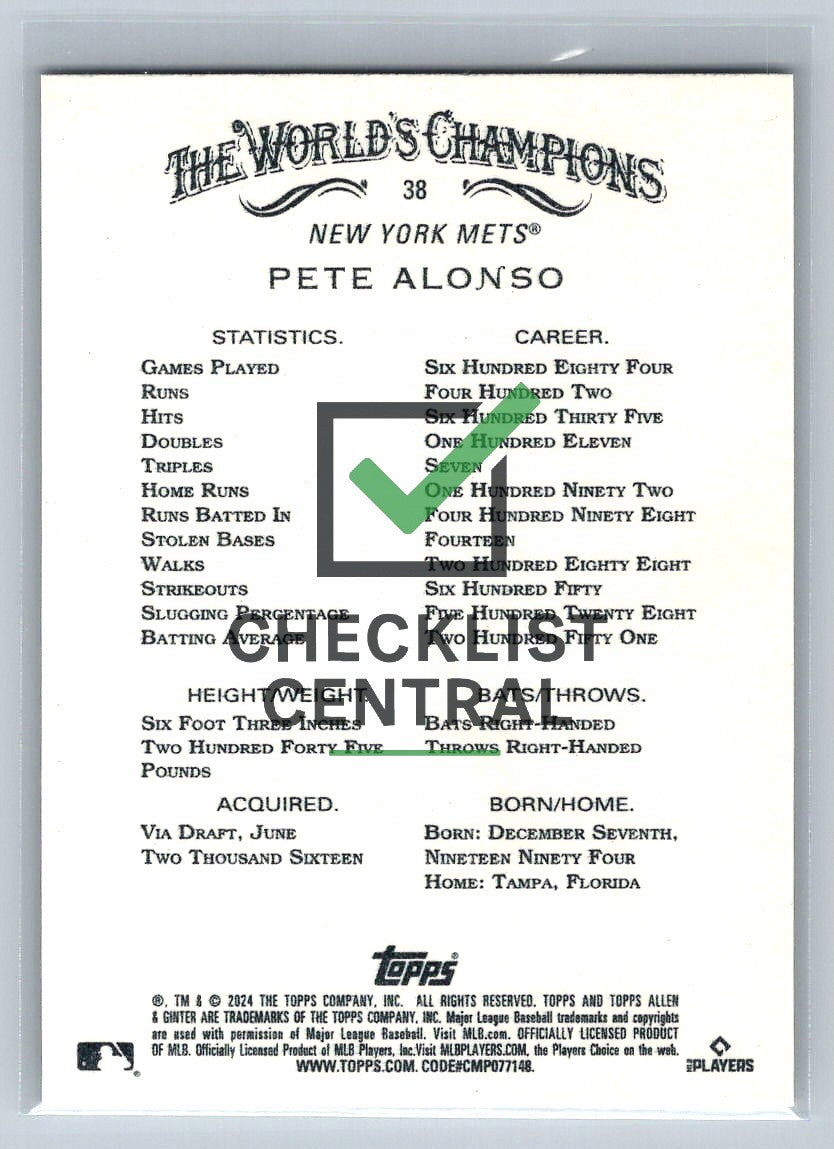 THE WORLD'S CHAMPIONS
38
NEW YORK METS®
PETE ALONSO
STATISTICS. CAREER.
GAMES PLAYED SIX HUNDRED EIGHTY FOUR
RUNS FOUR HUNDRED TWO
HITS SIX HUNDRED THIRTY FIVE
DOUBLES ONE HUNDRED ELEVEN
TRIPLES SEVEN
HOME RUNS ONE HUNDRED NINETY TWO
RUNS BATTED IN FOUR HUNDRED NINETY EIGHT
STOLEN BASES FOURTEEN
WALKS TWO HUNDRED EIGHTY EIGHT
STRIKEOUTS SIX HUNDRED FIFTY
SLUGGING PERCENTAGE FIVE HUNDRED TWENTY EIGHT
BATTING AVERAGE TWO HUNDRED FIFTY ONE
CHECKLIST
CENTRAL
HEIGHT/WEIGHT. BATS/THROWS.
SIX FOOT THREE INCHES BATS RIGHT-HANDED
TWO HUNDRED FORTY FIVE THROWS RIGHT-HANDED
POUNDS
ACQUIRED. BORN/HOME.
VIA DRAFT, JUNE BORN: DECEMBER SEVENTH,
TWO THOUSAND SIXTEEN NINETEEN NINETY FOUR
HOME: TAMPA, FLORIDA
topps®
®, TM & © 2024 THE TOPPS COMPANY, INC. ALL RIGHTS RESERVED. TOPPS AND TOPPS ALLEN
& GINTER ARE TRADEMARKS OF THE TOPPS COMPANY, INC. Major League Baseball trademarks and copyrights
are used with permission of Major League Baseball. Visit MLB.com. OFFICIALLY LICENSED PRODUCT
OF MLB. Officially Licensed Product of MLB Players, Inc.Visit MLBPLAYERS.COM, the Players Choice on the web.
WWW.TOPPS.COM. CODE#CMP077148.
MLB PLAYERS